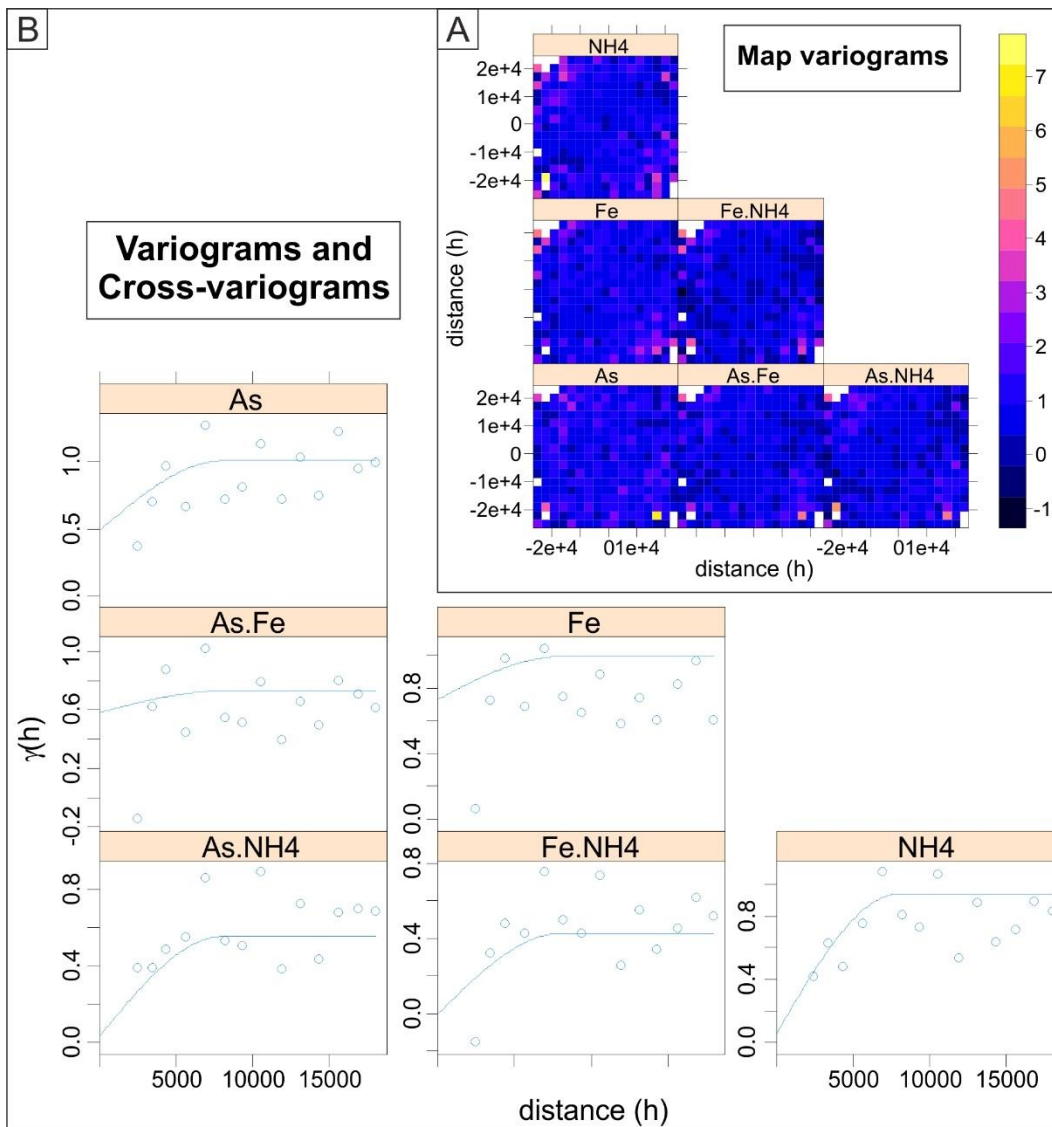 B
A
Map variograms
NH4
2e+4
1e+4
0
-1e+4
-2e+4
Fe
Fe.NH4
distance (h)
As
As.Fe
As.NH4
2e+4
1e+4
0
-1e+4
-2e+4
-2e+4 01e+4
-2e+4 01e+4
distance (h)
7
6
5
4
3
2
1
0
-1
Variograms and
Cross-variograms
As
1.0
0.5
0.0
As.Fe
1.0
0.6
0.2
-0.2
Fe
0.8
0.4
0.0
γ(h)
As.NH4
0.8
0.4
0.0
Fe.NH4
0.8
0.4
0.0
NH4
0.8
0.4
0.0
5000 10000 15000
5000 10000 15000
distance (h)